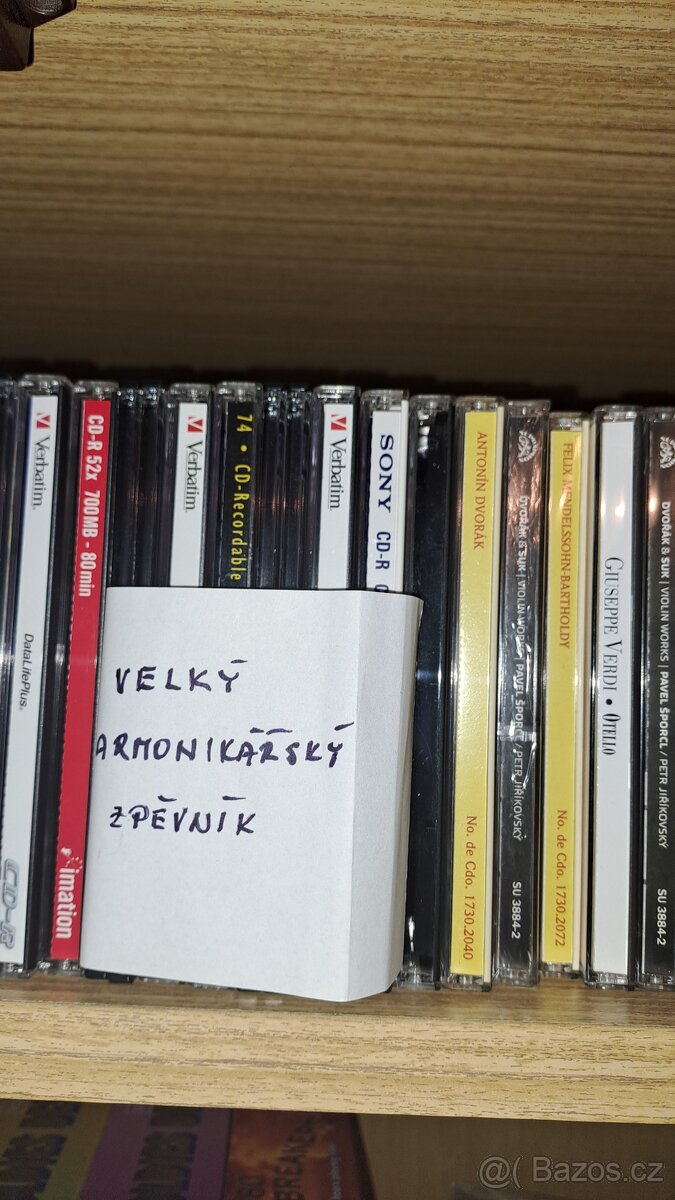 Verbatim.
DataLifePlus.
CD-R
CD-R 52x 700MB - 80min
imation
Verbatim.
74 • CD-Recordable
Verbatim.
SONY CD-R
VELKÝ
ARMONIKÁŘSKÝ
ZPĚVNÍK
ANTONÍN DVORÁK
No. de Cdo. 1730.2040
DVOŘÁK & SUK | VIOLIN WORKS | PAVEL ŠPORCL / PETR JIŘÍKOVSKÝ
SU 3884-2
FELIX MENDELSSOHN-BARTHOLDY
No. de Cdo. 1730.2072
GIUSEPPE VERDI • OTELLO
DVOŘÁK & SUK | VIOLIN WORKS | PAVEL ŠPORCL / PETR JIŘÍKOVSKÝ
SU 3884-2
@ Bazos.cz